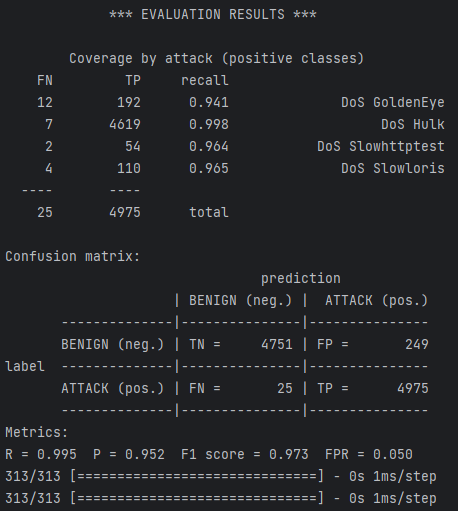 *** EVALUATION RESULTS ***
Coverage by attack (positive classes)
FN TP recall
12 192 0.941 DoS GoldenEye
7 4619 0.998 DoS Hulk
2 54 0.964 DoS Slowhttptest
4 110 0.965 DoS Slowloris
---- ----
25 4975 total
Confusion matrix:
prediction
| BENIGN (neg.) | ATTACK (pos.)
--------------|---------------|---------------
BENIGN (neg.) | TN = 4751 | FP = 249
label --------------|---------------|---------------
ATTACK (pos.) | FN = 25 | TP = 4975
--------------|---------------|---------------
Metrics:
R = 0.995 P = 0.952 F1 score = 0.973 FPR = 0.050
313/313 [==============================] - 0s 1ms/step
313/313 [==============================] - 0s 1ms/step